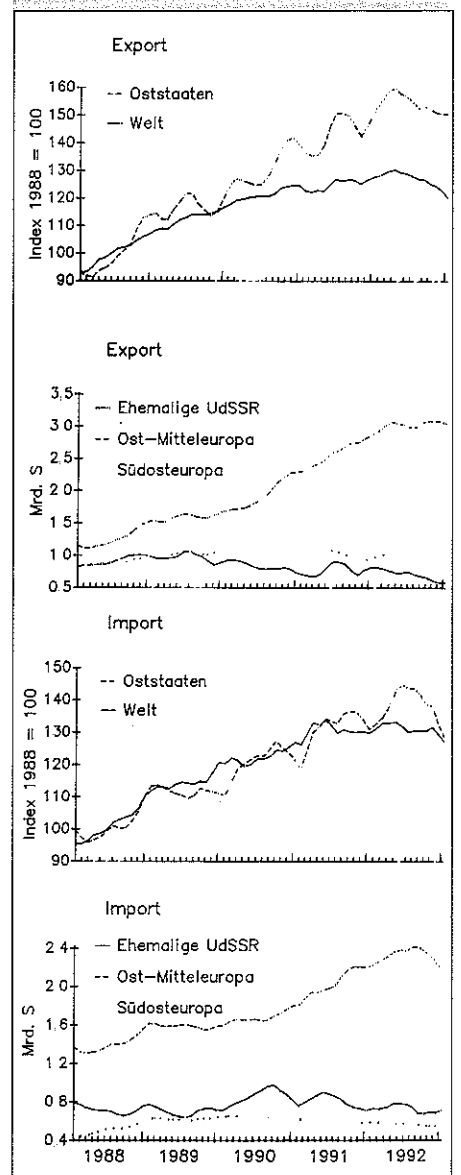 Export
160
150
140
130
120
110
100
90
Index 1988 = 100
Oststaaten
Welt
Export
3.5
3.0
2.5
2 0
1.5
1 0
0.5
Mrd. S
Ehemalige UdSSR
Ost-Mitteleuropa
Südosteuropa
Import
150
140
130
120
110
100
90
Index 1988 = 100
Oststaaten
Welt
Import
2 4
2.0
1.6
1.2
0.8
0.4
Mrd. S
Ehemalige UdSSR
Ost-Mitteleuropa
Südosteuropa
1988 1989 1990 1991 1992